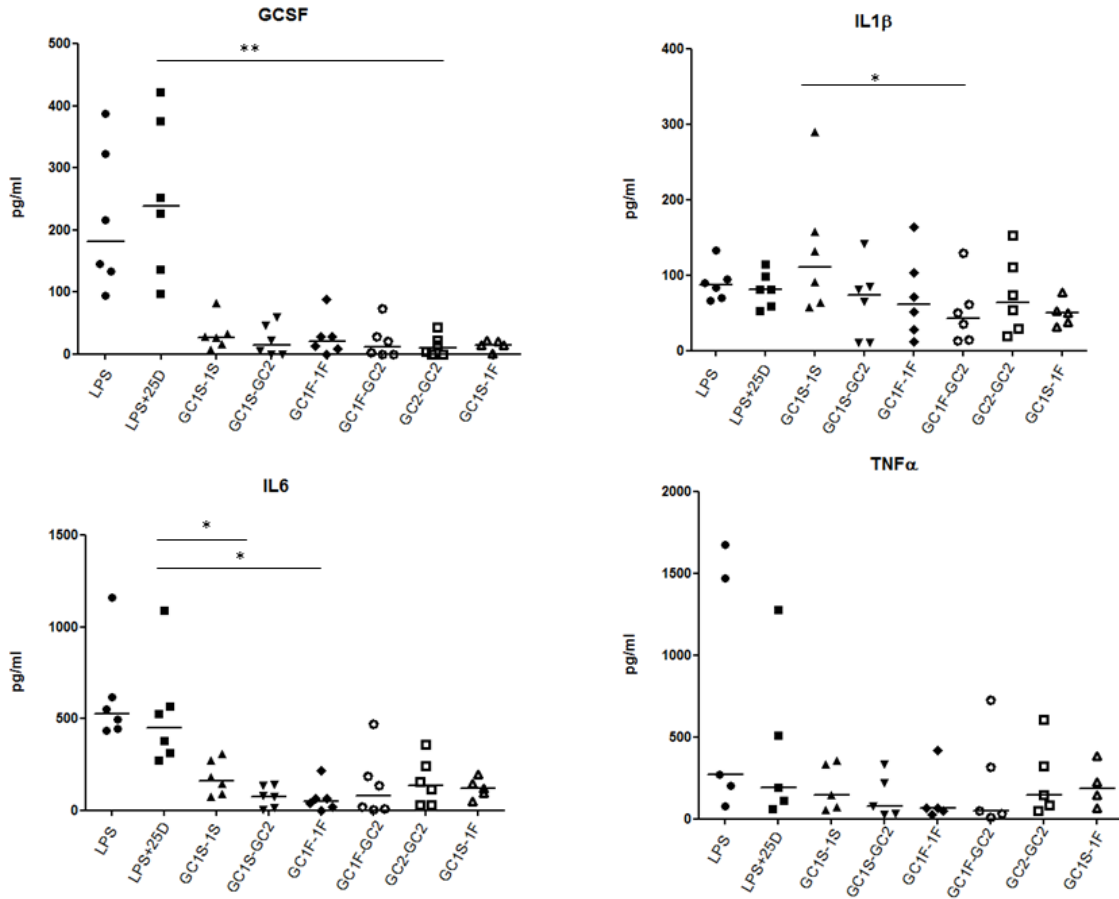 GCSF
**
500
400
300
200
100
0
pg/ml
LPS
LPS+25D
GC1S-1S
GC1S-GC2
GC1F-1F
GC1F-GC2
GC2-GC2
GC1S-1F
IL1β
*
400
300
200
100
0
pg/ml
LPS
LPS+25D
GC1S-1S
GC1S-GC2
GC1F-1F
GC1F-GC2
GC2-GC2
GC1S-1F
IL6
*
*
1500
1000
500
0
pg/ml
LPS
LPS+25D
GC1S-1S
GC1S-GC2
GC1F-1F
GC1F-GC2
GC2-GC2
GC1S-1F
TNFα
2000
1500
1000
500
0
pg/ml
LPS
LPS+25D
GC1S-1S
GC1S-GC2
GC1F-1F
GC1F-GC2
GC2-GC2
GC1S-1F